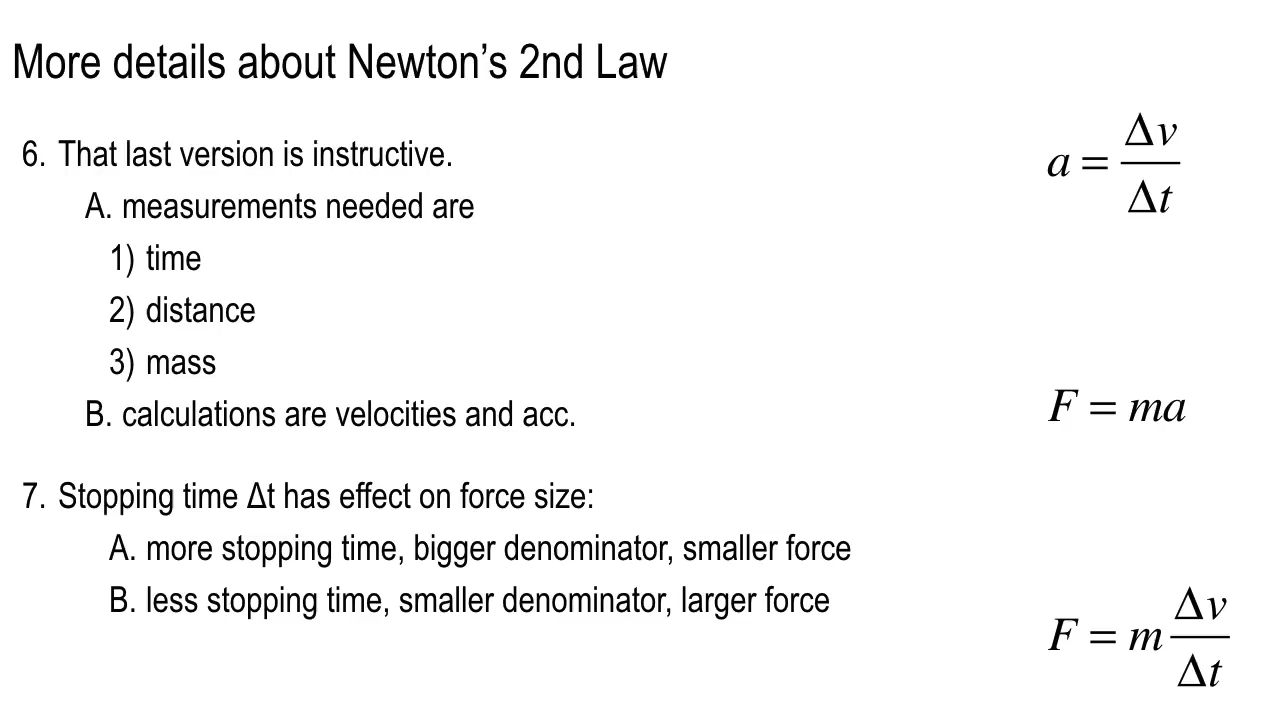 More details about Newton’s 2nd Law
6. That last version is instructive.
A. measurements needed are
1) time
2) distance
3) mass
B. calculations are velocities and acc.
7. Stopping time Δt has effect on force size:
A. more stopping time, bigger denominator, smaller force
B. less stopping time, smaller denominator, larger force
a = Δv/Δt
F = ma
F = m Δv/Δt